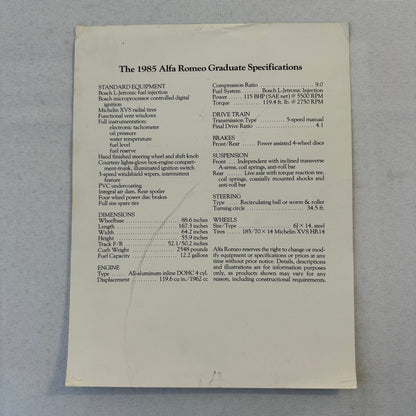 The 1985 Alfa Romeo Graduate Specifications
STANDARD EQUIPMENT
Bosch L-Jetronic fuel injection
Bosch microprocessor controlled digital
ignition
Michelin XVS radial tires
Functional vent windows
Full instrumentation:
electronic tachometer
oil pressure
water temperature
fuel level
fuel reserve
Hand finished steering wheel and shift knob
Courtesy lights-glove box-engine compart-
ment-trunk, illuminated ignition switch
3-speed windshield wipers, intermittent
feature
PVC undercoating
Integral air dam, Rear spoiler
Four wheel power disc brakes
Full size spare tire
DIMENSIONS
Wheelbase 88.6 inches
Length 167.3 inches
Width 64.2 inches
Height 55.9 inches
Track F/R 52.1/50.2 inches
Curb Weight 2548 pounds
Fuel Capacity 12.2 gallons
ENGINE
Type All-aluminum inline DOHC 4 cyl.
Displacement 119.6 cu in./1962 cc
Compression Ratio 9.0
Fuel System Bosch L-Jetronic Injection
Power 115 BHP (SAE net) @ 5500 RPM
Torque 119.4 ft. lb. @ 2750 RPM
DRIVE TRAIN
Transmission Type 5-speed manual
Final Drive Ratio 4.1
BRAKES
Front/Rear Power assisted 4-wheel discs
SUSPENSION
Front Independent with inclined transverse
A-arms, coil springs, anti-roll bar
Rear Live axle with torque reaction tee,
coil springs, coaxially mounted shocks and
anti-roll bar
STEERING
Type Recirculating ball or worm & roller
Turning circle 34.5 ft.
WHEELS
Size/Type 6J × 14, steel
Tires 185/70 × 14 Michelin XVS HR14
Alfa Romeo reserves the right to change or mod-
ify equipment or specifications or prices at any
time without prior notice. Details, descriptions
and illustrations are for information purposes
only, as products shown may vary for any
reason, including constructional requirements.